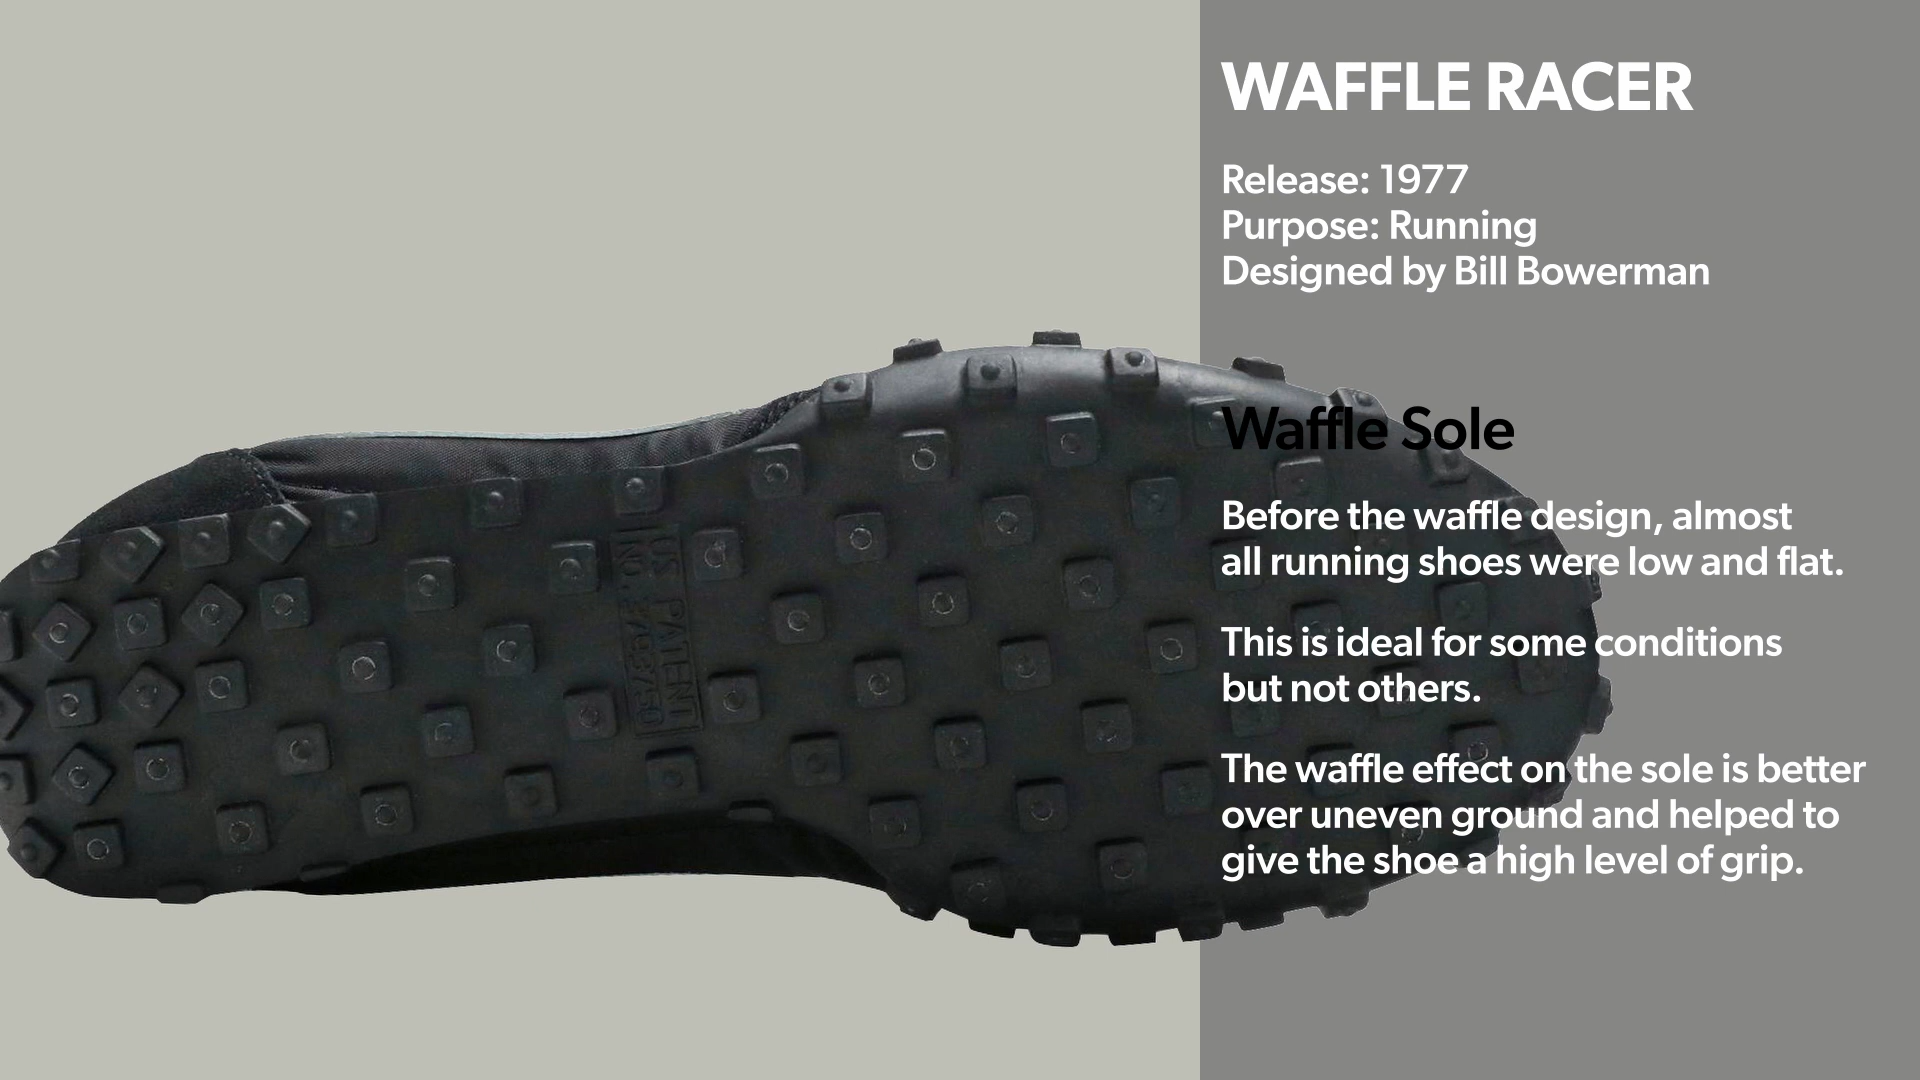 WAFFLE RACER
Release: 1977
Purpose: Running
Designed by Bill Bowerman
Waffle Sole
Before the waffle design, almost
all running shoes were low and flat.
This is ideal for some conditions
but not others.
The waffle effect on the sole is better
over uneven ground and helped to
give the shoe a high level of grip.
US PATENT
NO.